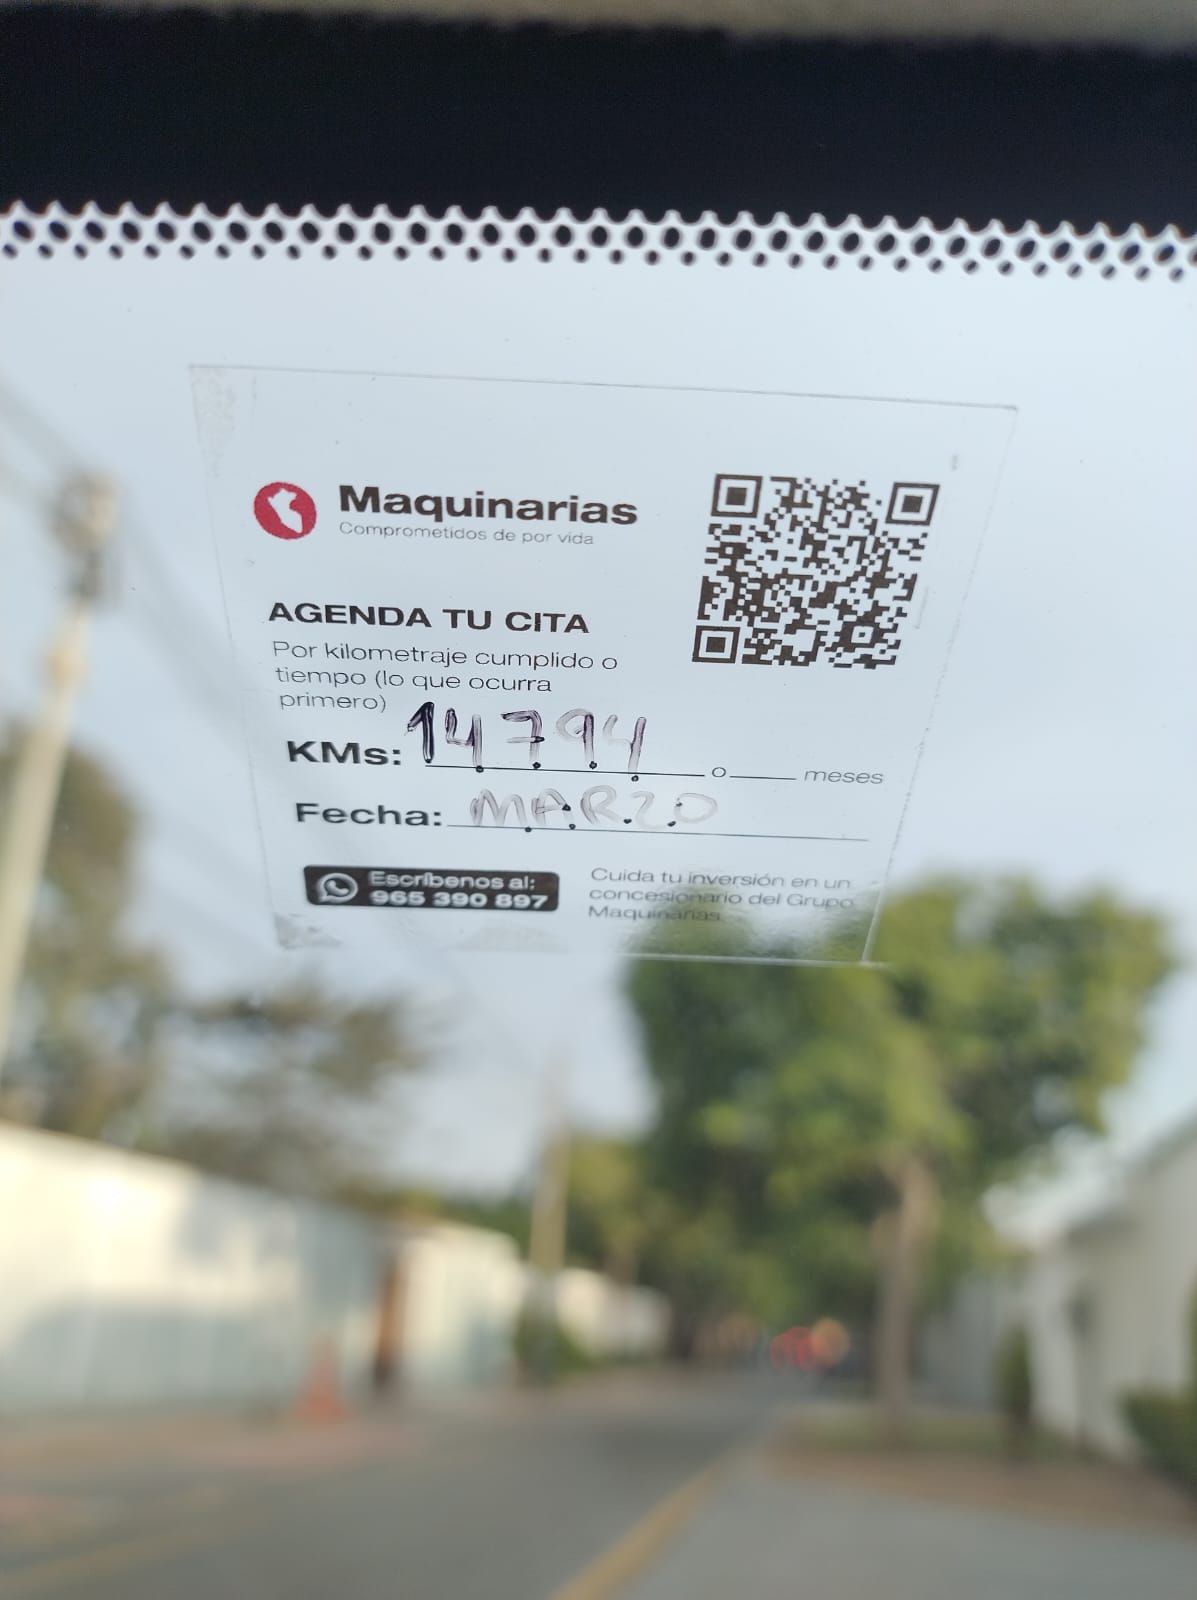 Maquinarias
Comprometidos de por vida
AGENDA TU CITA
Por kilometraje cumplido o
tiempo (lo que ocurra
primero)
KMs: 14794 o____ meses
Fecha: MARZO
Escríbenos al:
965 390 897
Cuida tu inversión en un
concesionario del Grupo
Maquinarias